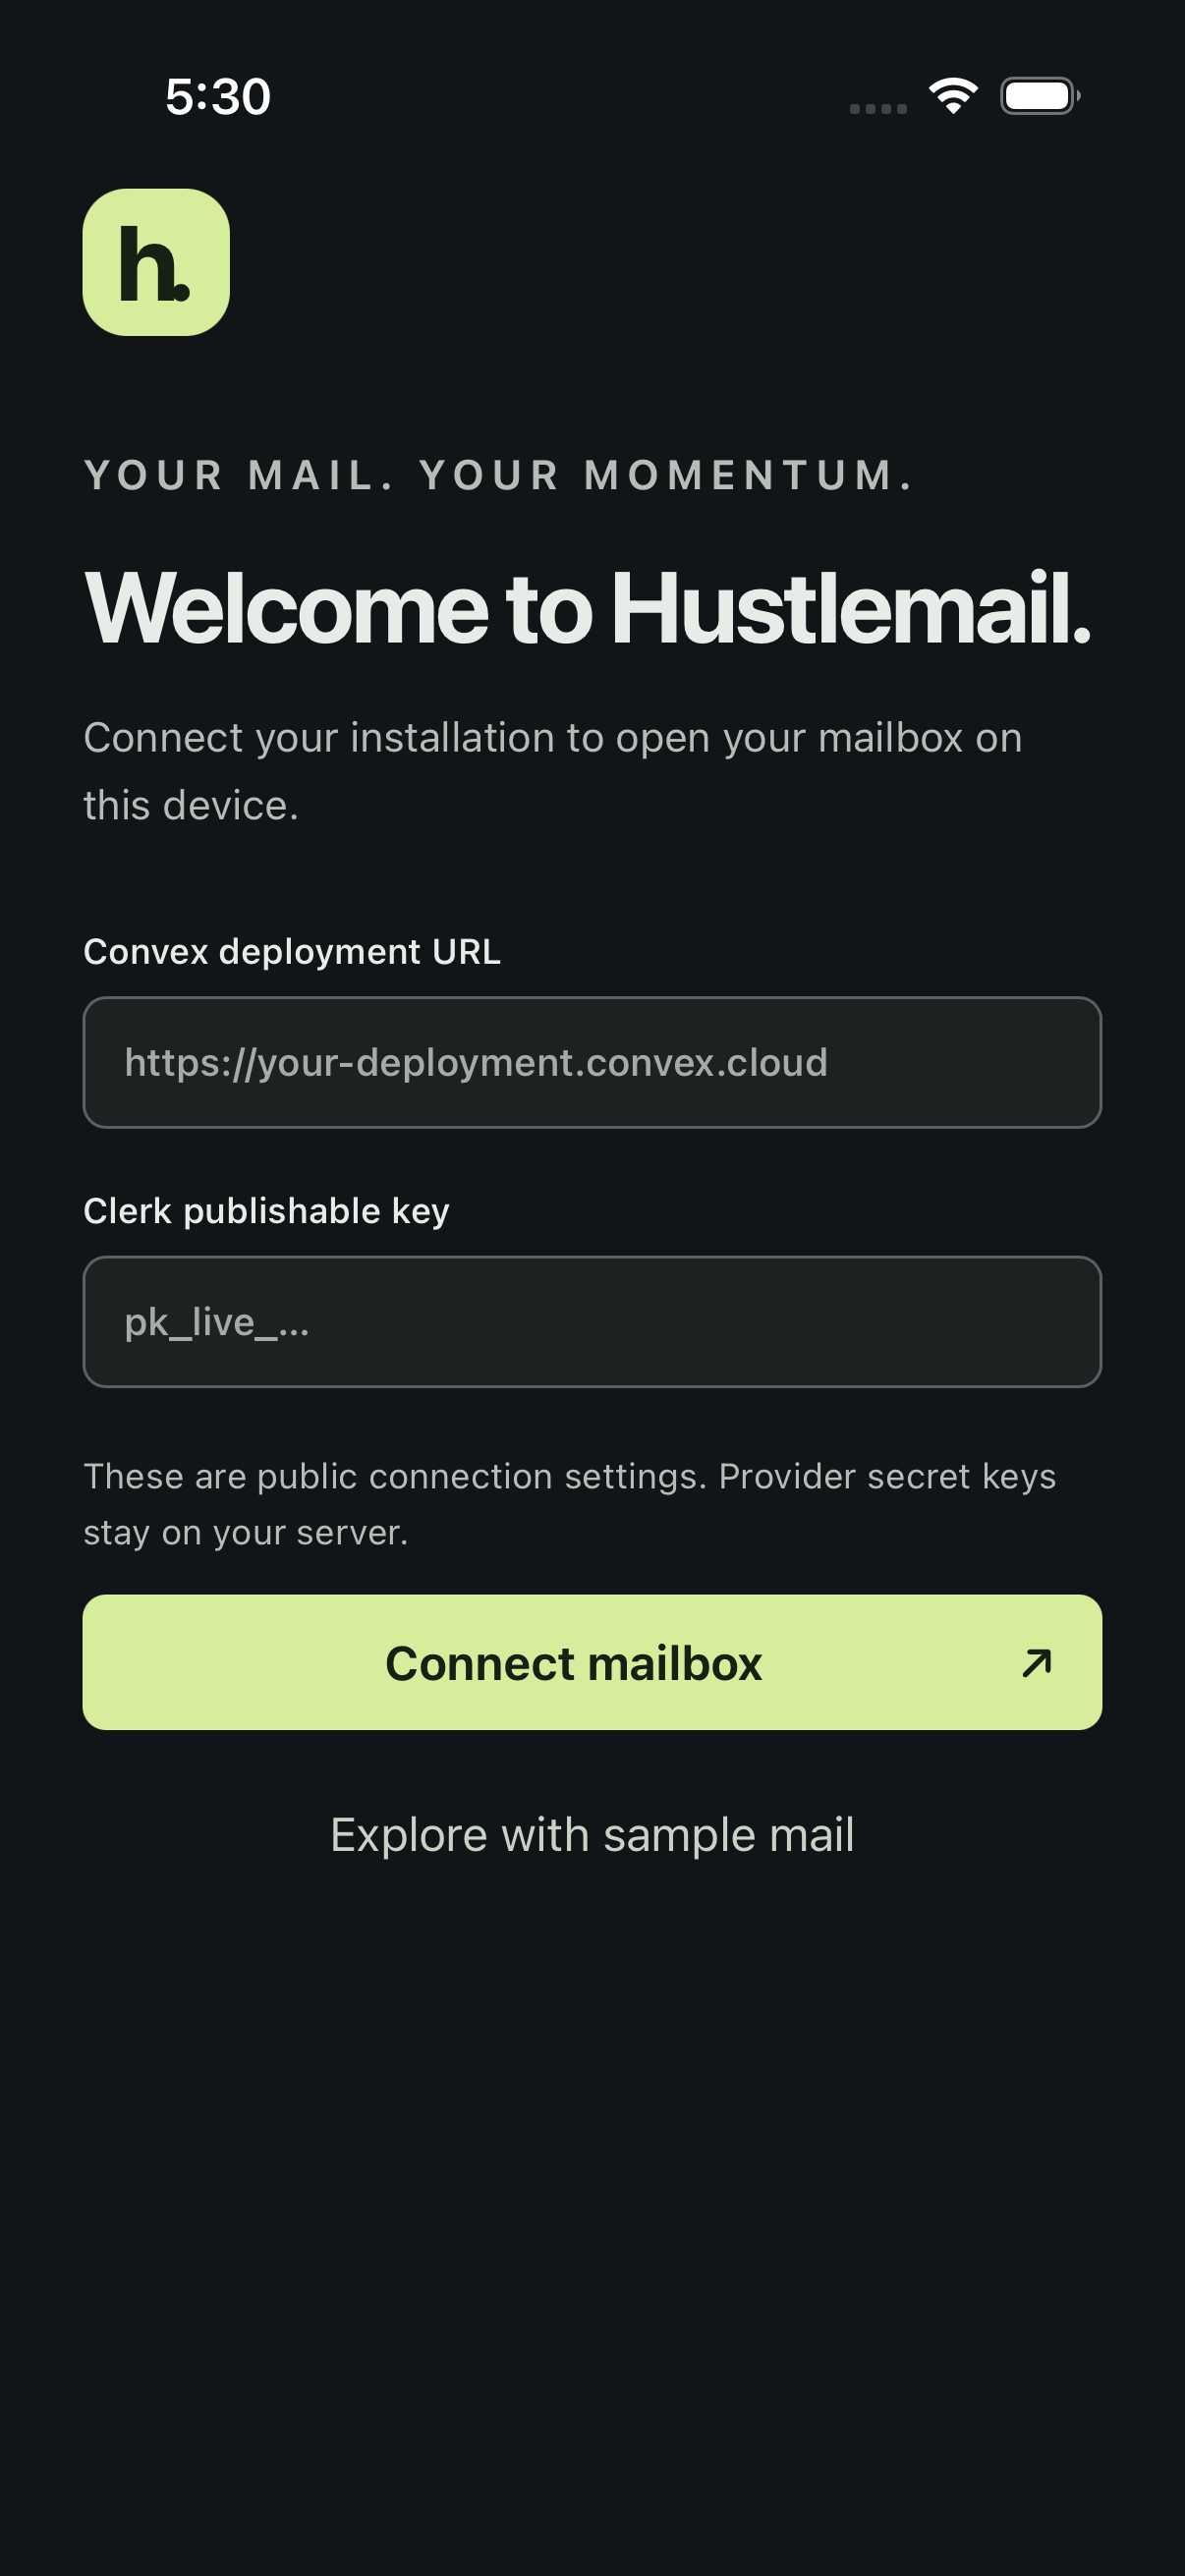 5:30
h.
YOUR MAIL. YOUR MOMENTUM.
Welcome to Hustlemail.
Connect your installation to open your mailbox on
this device.
Convex deployment URL
https://your-deployment.convex.cloud
Clerk publishable key
pk_live_...
These are public connection settings. Provider secret keys
stay on your server.
Connect mailbox
Explore with sample mail